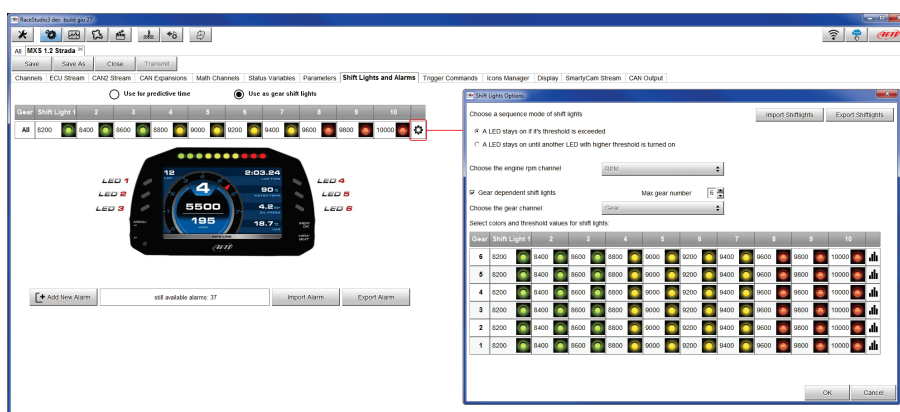 RaceStudio3 dev build giu 27
All MXS 1.2 Strada
Save Save As Close Transmit
Channels ECU Stream CAN2 Stream CAN Expansions Math Channels Status Variables Parameters Shift Lights and Alarms Trigger Commands Icons Manager Display SmartyCam Stream CAN Output
Use for predictive time Use as gear shift lights
Gear Shift Light 1 2 3 4 5 6 7 8 9 10
All 8200 8400 8600 8800 9000 9200 9400 9600 9800 10000
12 2:03.24
LED 1 LED 4
4 90
LED 2 LED 5
5500 4.2
LED 3 LED 6
195 18.7
Add New Alarm still available alarms: 37 Import Alarm Export Alarm
Shift Lights Options
Choose a sequence mode of shift lights Import Shiftlights Export Shiftlights
A LED stays on if it's threshold is exceeded
A LED stays on until another LED with higher threshold is turned on
Choose the engine rpm channel RPM
Gear dependent shift lights Max gear number 6
Choose the gear channel: Gear
Select colors and threshold values for shift lights:
Gear Shift Light 1 2 3 4 5 6 7 8 9 10
6 8200 8400 8600 8800 9000 9200 9400 9600 9800 10000
5 8200 8400 8600 8800 9000 9200 9400 9600 9800 10000
4 8200 8400 8600 8800 9000 9200 9400 9600 9800 10000
3 8200 8400 8600 8800 9000 9200 9400 9600 9800 10000
2 8200 8400 8600 8800 9000 9200 9400 9600 9800 10000
1 8200 8400 8600 8800 9000 9200 9400 9600 9800 10000
OK Cancel